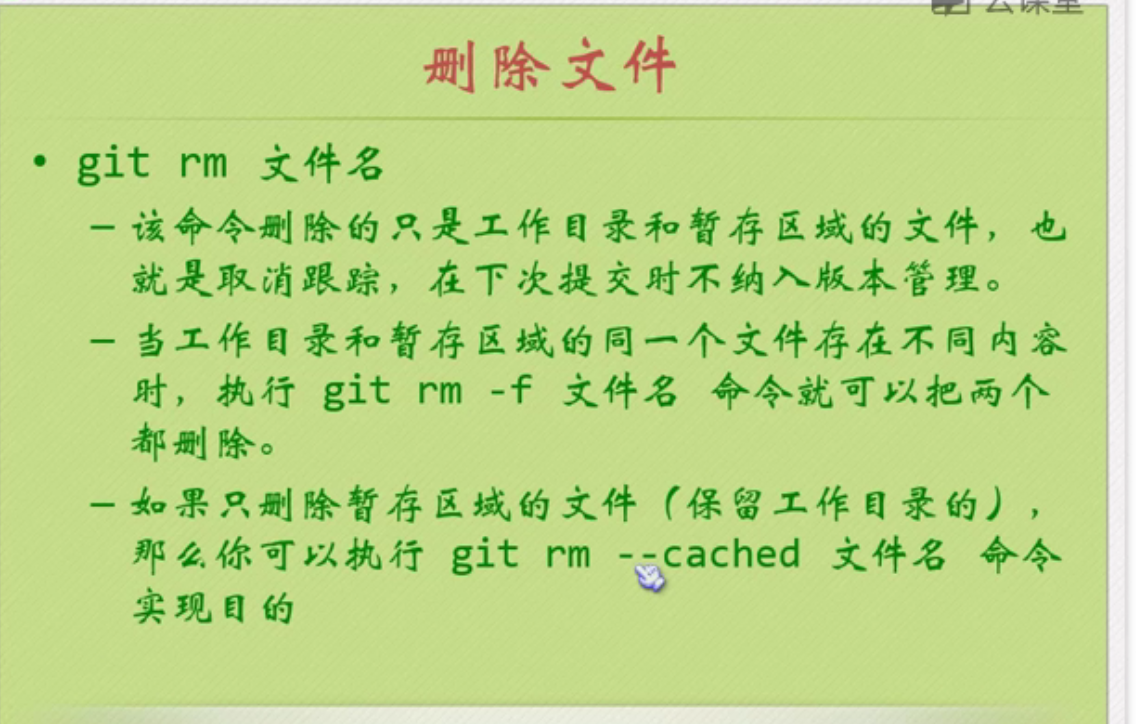 云课堂
删除文件
• git rm 文件名
– 该命令删除的只是工作目录和暂存区域的文件，也
就是取消跟踪，在下次提交时不纳入版本管理。
– 当工作目录和暂存区域的同一个文件存在不同内容
时，执行 git rm -f 文件名 命令就可以把两个
都删除。
– 如果只删除暂存区域的文件（保留工作目录的），
那么你可以执行 git rm --cached 文件名 命令
实现目的